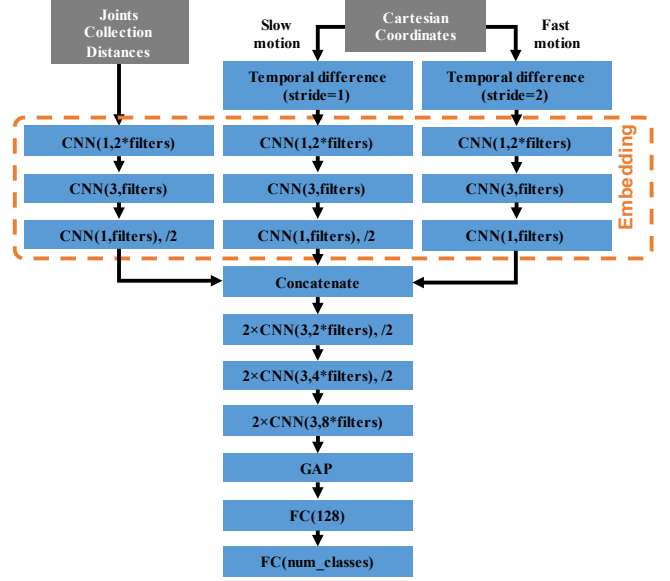 Joints
Collection
Distances
Slow
motion
Cartesian
Coordinates
Fast
motion
Temporal difference
(stride=1)
Temporal difference
(stride=2)
CNN(1,2*filters)
CNN(1,2*filters)
CNN(1,2*filters)
CNN(3,filters)
CNN(3,filters)
CNN(3,filters)
CNN(1,filters), /2
CNN(1,filters), /2
CNN(1,filters)
Embedding
Concatenate
2×CNN(3,2*filters), /2
2×CNN(3,4*filters), /2
2×CNN(3,8*filters)
GAP
FC(128)
FC(num_classes)